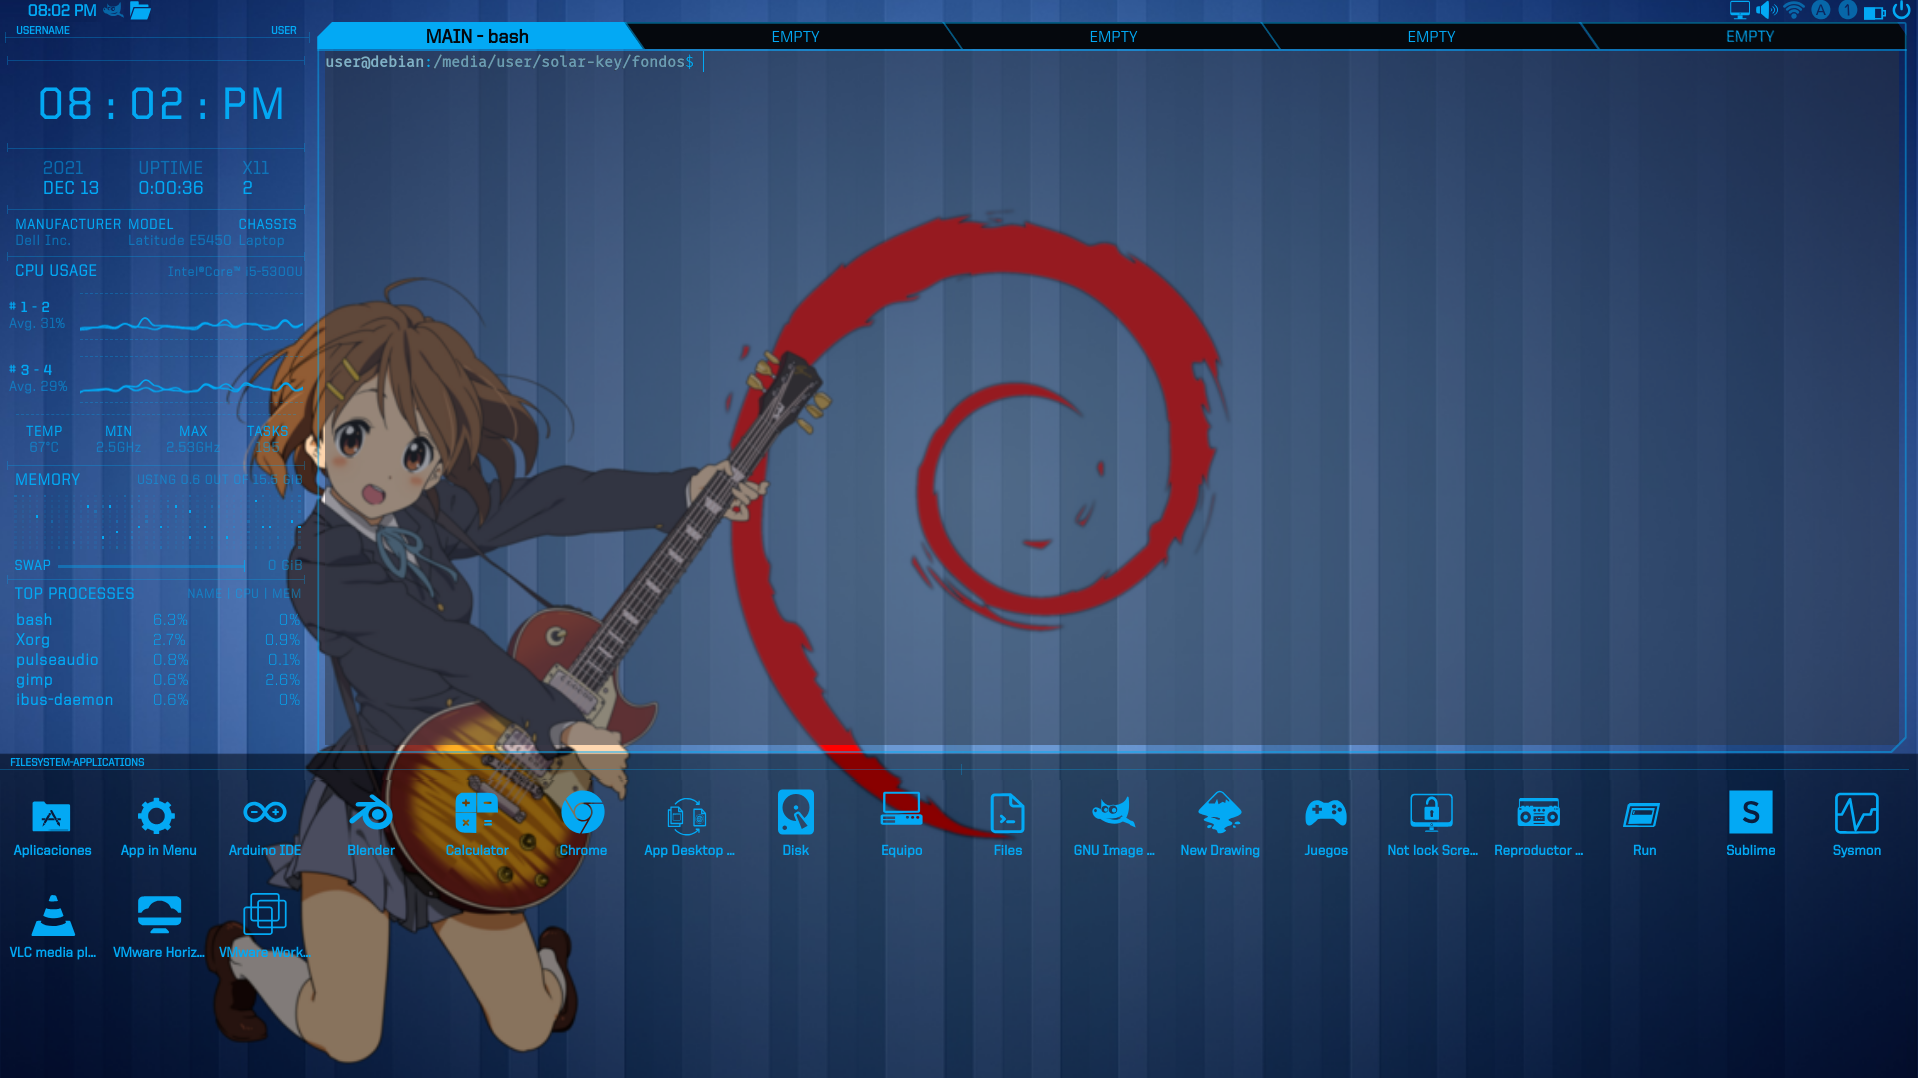 08:02 PM
A 1
USERNAME USER
MAIN - bash EMPTY EMPTY EMPTY EMPTY
user@debian:/media/user/solar-key/fondos$
08 : 02 : PM
2021 UPTIME X11
DEC 13 0:00:36 2
MANUFACTURER MODEL CHASSIS
Dell Inc. Latitude E5450 Laptop
CPU USAGE Intel®Core™ i5-5300U
# 1 - 2
Avg. 31%
# 3 - 4
Avg. 29%
TEMP MIN MAX TASKS
67°C 2.5GHz 2.53GHz
MEMORY USING 0.6 OUT OF 15.5 GIB
SWAP 0 GIB
TOP PROCESSES NAME | CPU | MEM
bash 6.3% 0%
Xorg 2.7% 0.9%
pulseaudio 0.8% 0.1%
gimp 0.6% 2.6%
ibus-daemon 0.6% 0%
FILESYSTEM-APPLICATIONS
S
Aplicaciones App in Menu Arduino IDE Blender Calculator Chrome App Desktop ... Disk Equipo Files GNU Image ... New Drawing Juegos Not lock Scre... Reproductor ... Run Sublime Sysmon
VLC media pl... VMware Horiz... VMware Work...